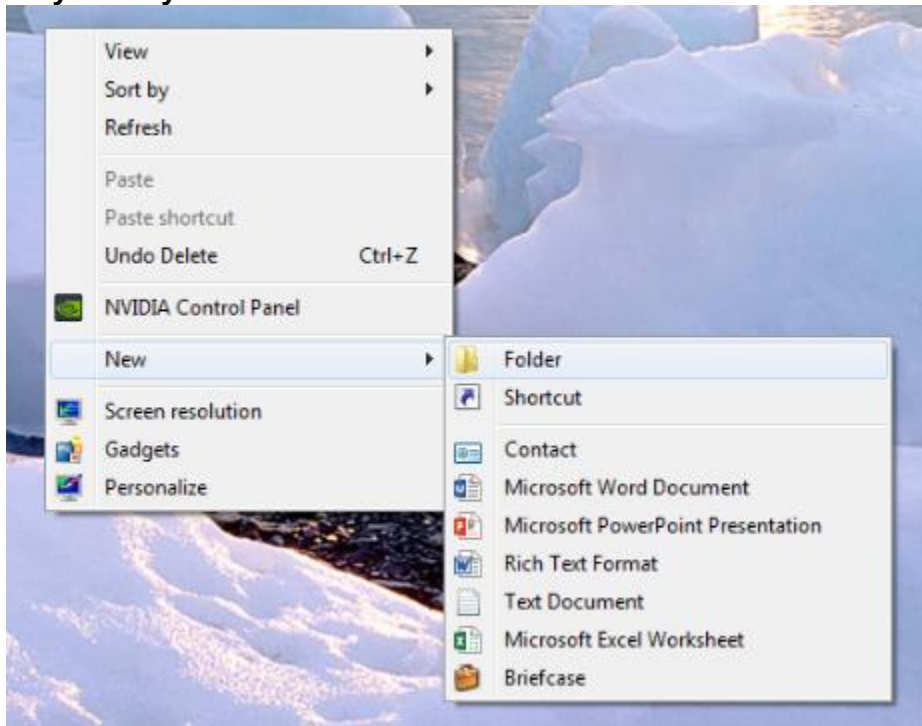 View
Sort by
Refresh
Paste
Paste shortcut
Undo Delete Ctrl+Z
NVIDIA Control Panel
New
Screen resolution
Gadgets
Personalize
Folder
Shortcut
Contact
Microsoft Word Document
Microsoft PowerPoint Presentation
Rich Text Format
Text Document
Microsoft Excel Worksheet
Briefcase